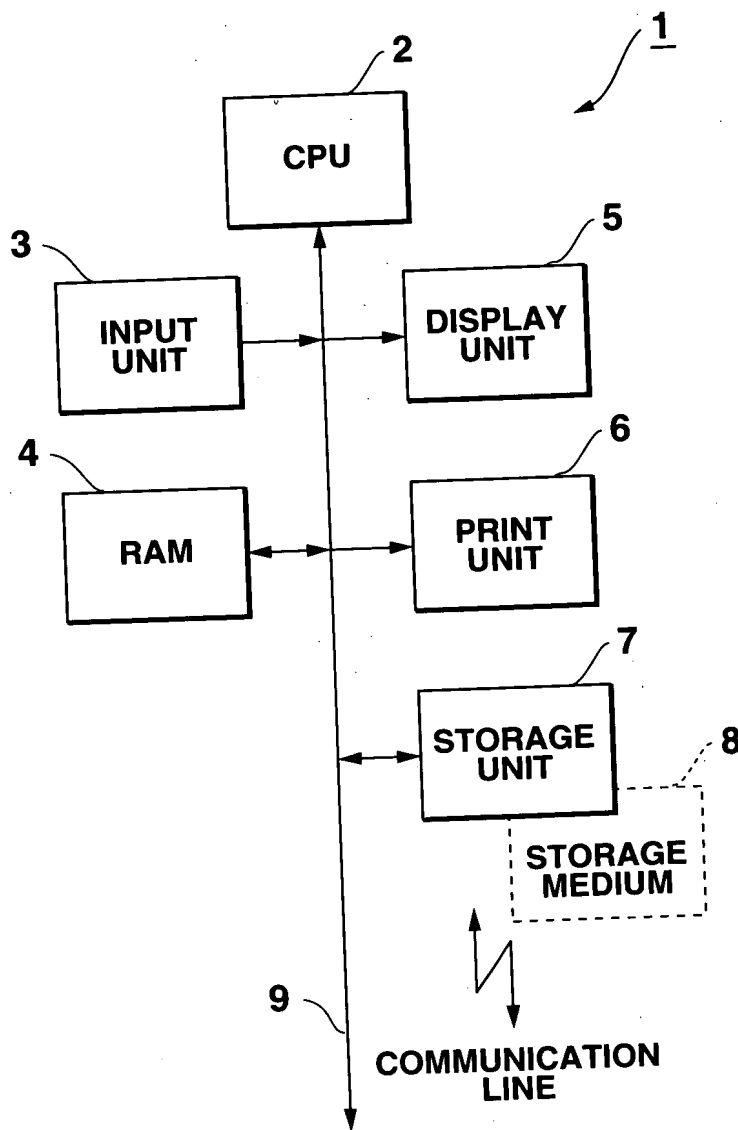 1
2
CPU
3
INPUT
UNIT
5
DISPLAY
UNIT
4
RAM
6
PRINT
UNIT
7
STORAGE
UNIT
8
STORAGE
MEDIUM
9
COMMUNICATION
LINE